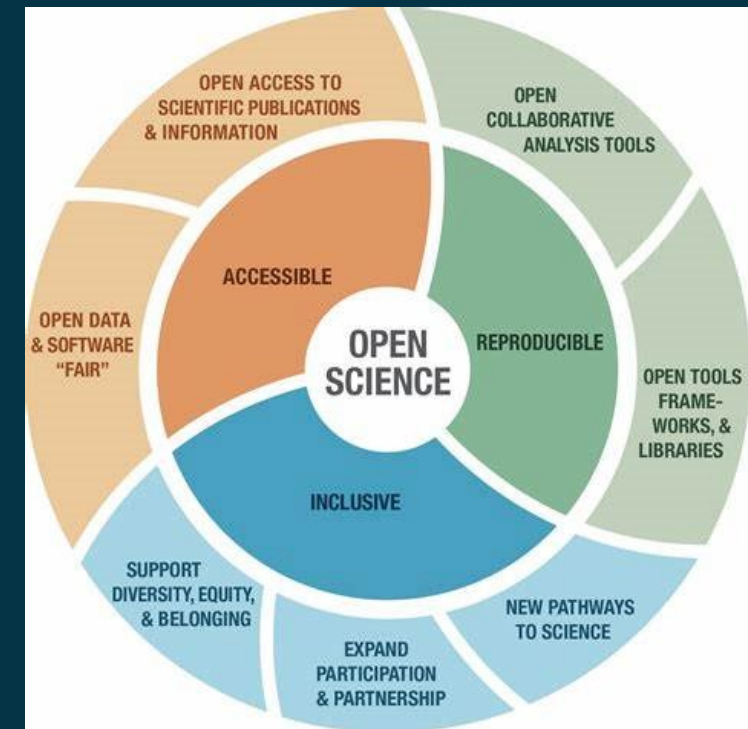 OPEN ACCESS TO
SCIENTIFIC PUBLICATIONS
& INFORMATION
OPEN
COLLABORATIVE
ANALYSIS TOOLS
ACCESSIBLE
REPRODUCIBLE
OPEN
SCIENCE
OPEN DATA
& SOFTWARE
“FAIR”
OPEN TOOLS
FRAME-
WORKS, &
LIBRARIES
INCLUSIVE
SUPPORT
DIVERSITY, EQUITY,
& BELONGING
EXPAND
PARTICIPATION
& PARTNERSHIP
NEW PATHWAYS
TO SCIENCE